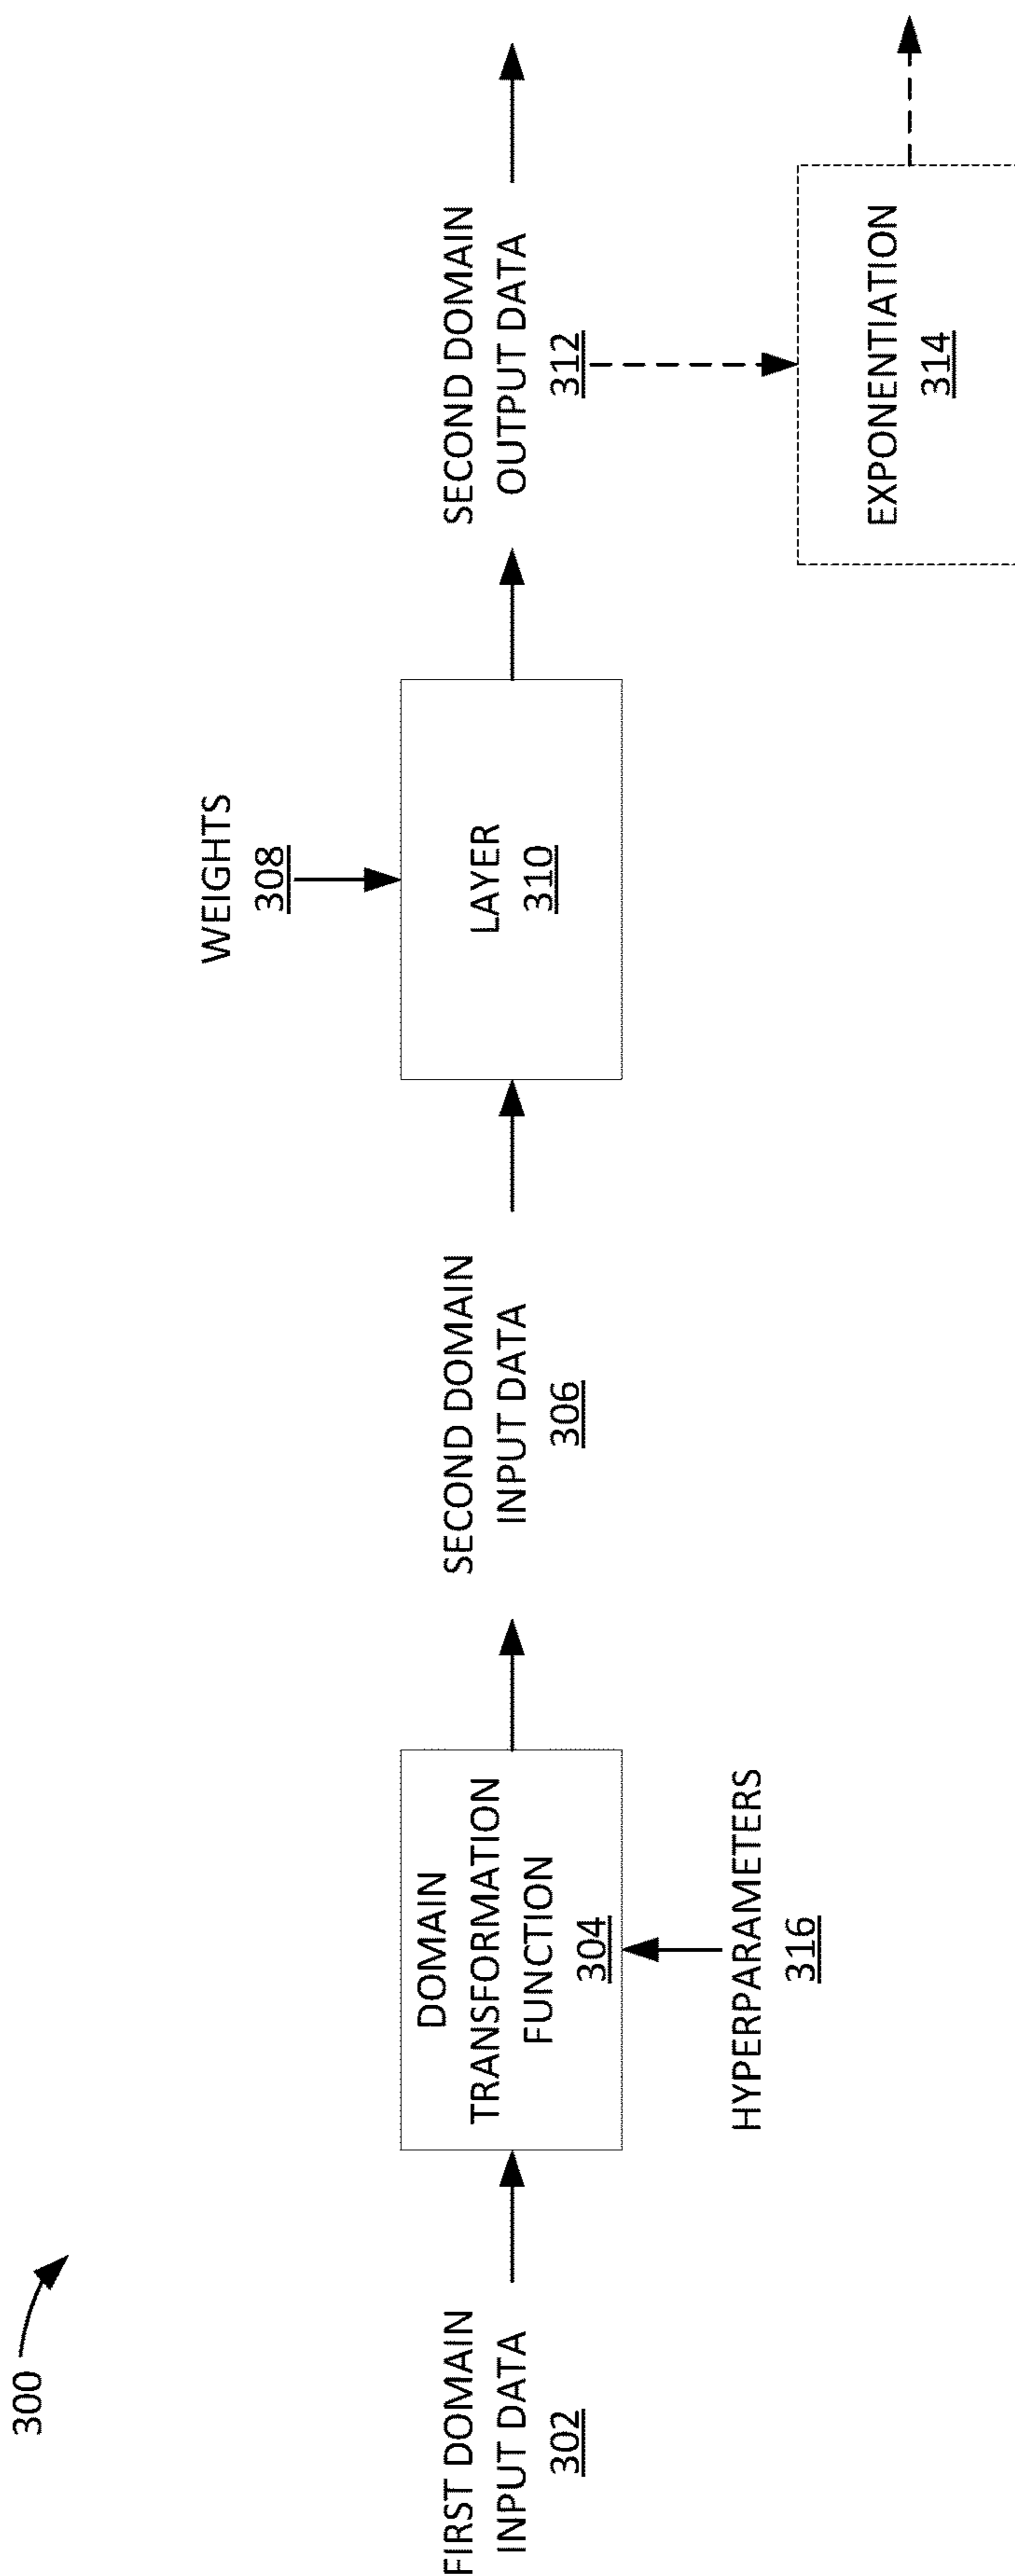 300
FIRST DOMAIN
INPUT DATA
302
DOMAIN
TRANSFORMATION
FUNCTION
304
HYPERPARAMETERS
316
SECOND DOMAIN
INPUT DATA
306
WEIGHTS
308
LAYER
310
SECOND DOMAIN
OUTPUT DATA
312
EXPONENTIATION
314